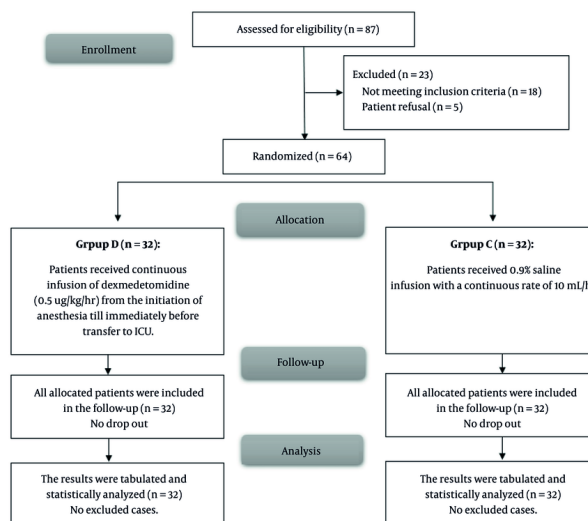 Assessed for eligibility (n = 87)
Enrollment
Excluded (n = 23)
Not meeting inclusion criteria (n = 18)
Patient refusal (n = 5)
Randomized (n = 64)
Allocation
Grpup D (n = 32):
Patients received continuous
infusion of dexmedetomidine
(0.5 ug/kg/hr) from the initiation of
anesthesia till immediately before
transfer to ICU.
Grpup C (n = 32):
Patients received 0.9% saline
infusion with a continuous rate of 10 mL/h
Follow-up
All allocated patients were included
in the follow-up (n = 32)
No drop out
All allocated patients were included
in the follow-up (n = 32)
No drop out
Analysis
The results were tabulated and
statistically analyzed (n = 32)
No excluded cases.
The results were tabulated and
statistically analyzed (n = 32)
No excluded cases.